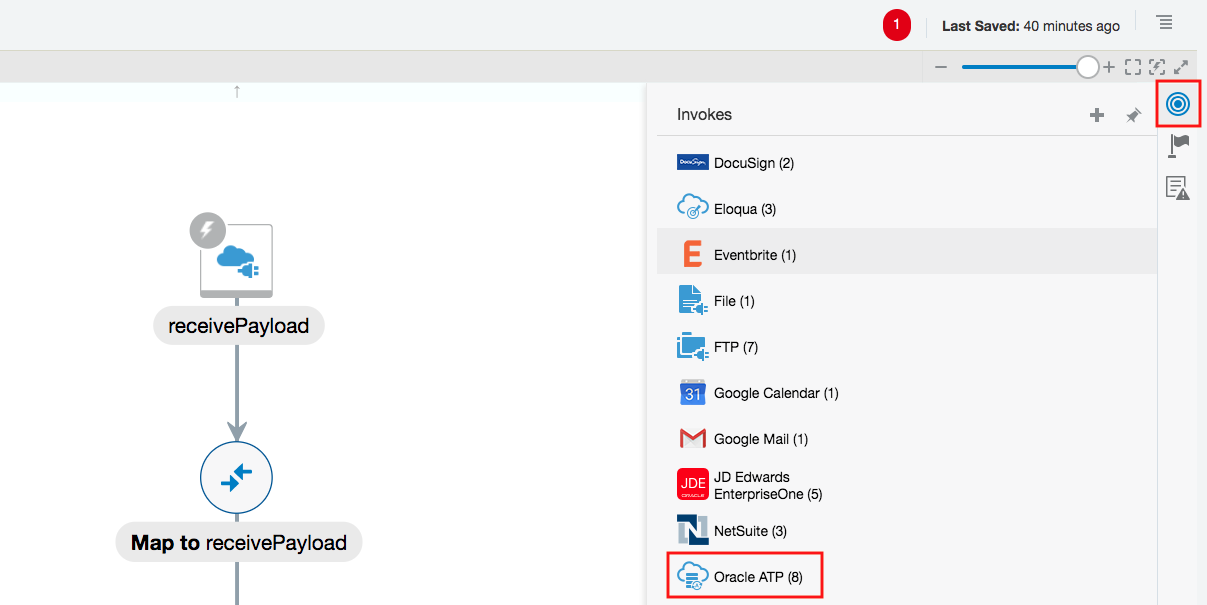 1
Last Saved: 40 minutes ago
Invokes
DocuSign
DocuSign (2)
Eloqua (3)
E
Eventbrite (1)
File (1)
FTP (7)
31
Google Calendar (1)
Google Mail (1)
JDE
ORACLE
JD Edwards
EnterpriseOne (5)
N
NetSuite (3)
Oracle ATP (8)
receivePayload
Map to receivePayload